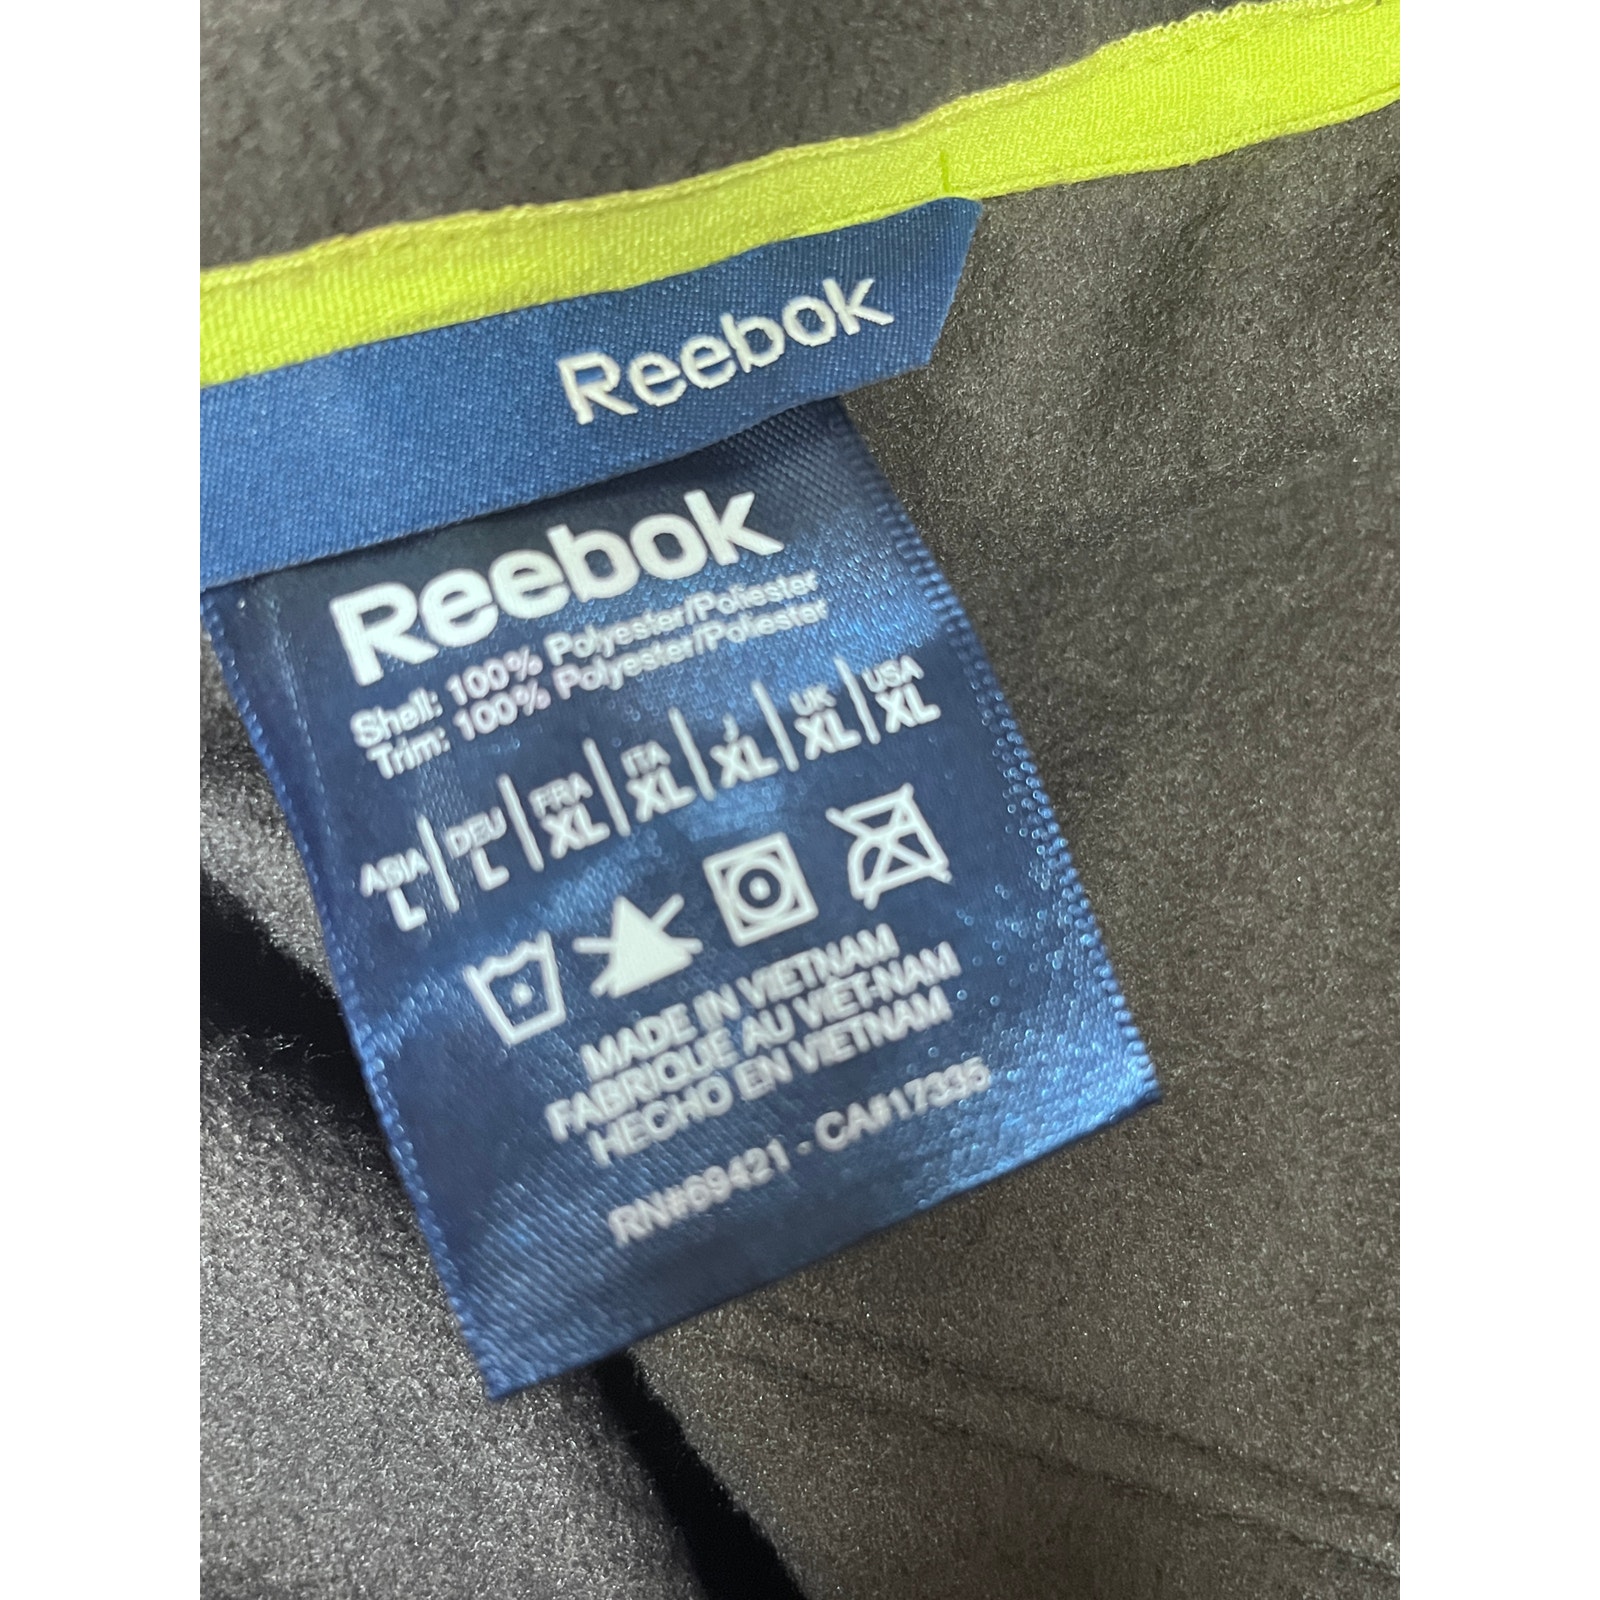 Reebok
Reebok
Shell: 100% Polyester/Poliester
Trim: 100% Polyester/Poliester
ASIA DEU FRA ITA J UK USA
L L XL XL XL XL XL
MADE IN VIETNAM
FABRIQUE AU VIET-NAM
HECHO EN VIETNAM
RN#69421 - CA#17335